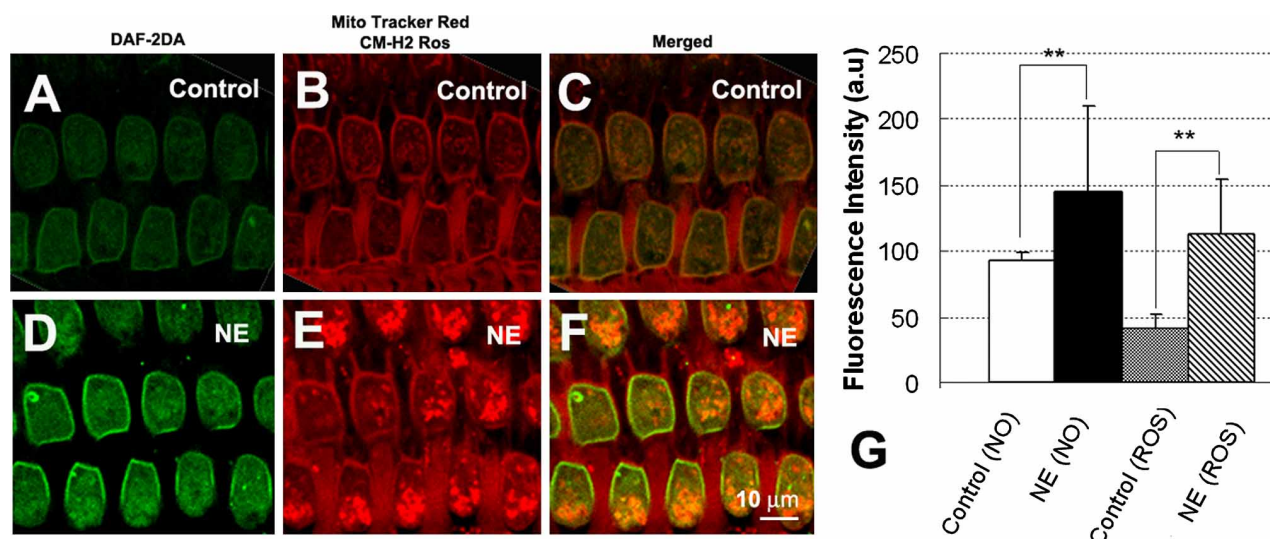 DAF-2DA
Mito Tracker Red
CM-H2 Ros
Merged
A
Control
B
Control
C
Control
D
NE
E
NE
F
NE
10 μm
G
Fluorescence Intensity (a.u)
250
200
150
100
50
0
**
**
Control (NO)
NE (NO)
Control (ROS)
NE (ROS)